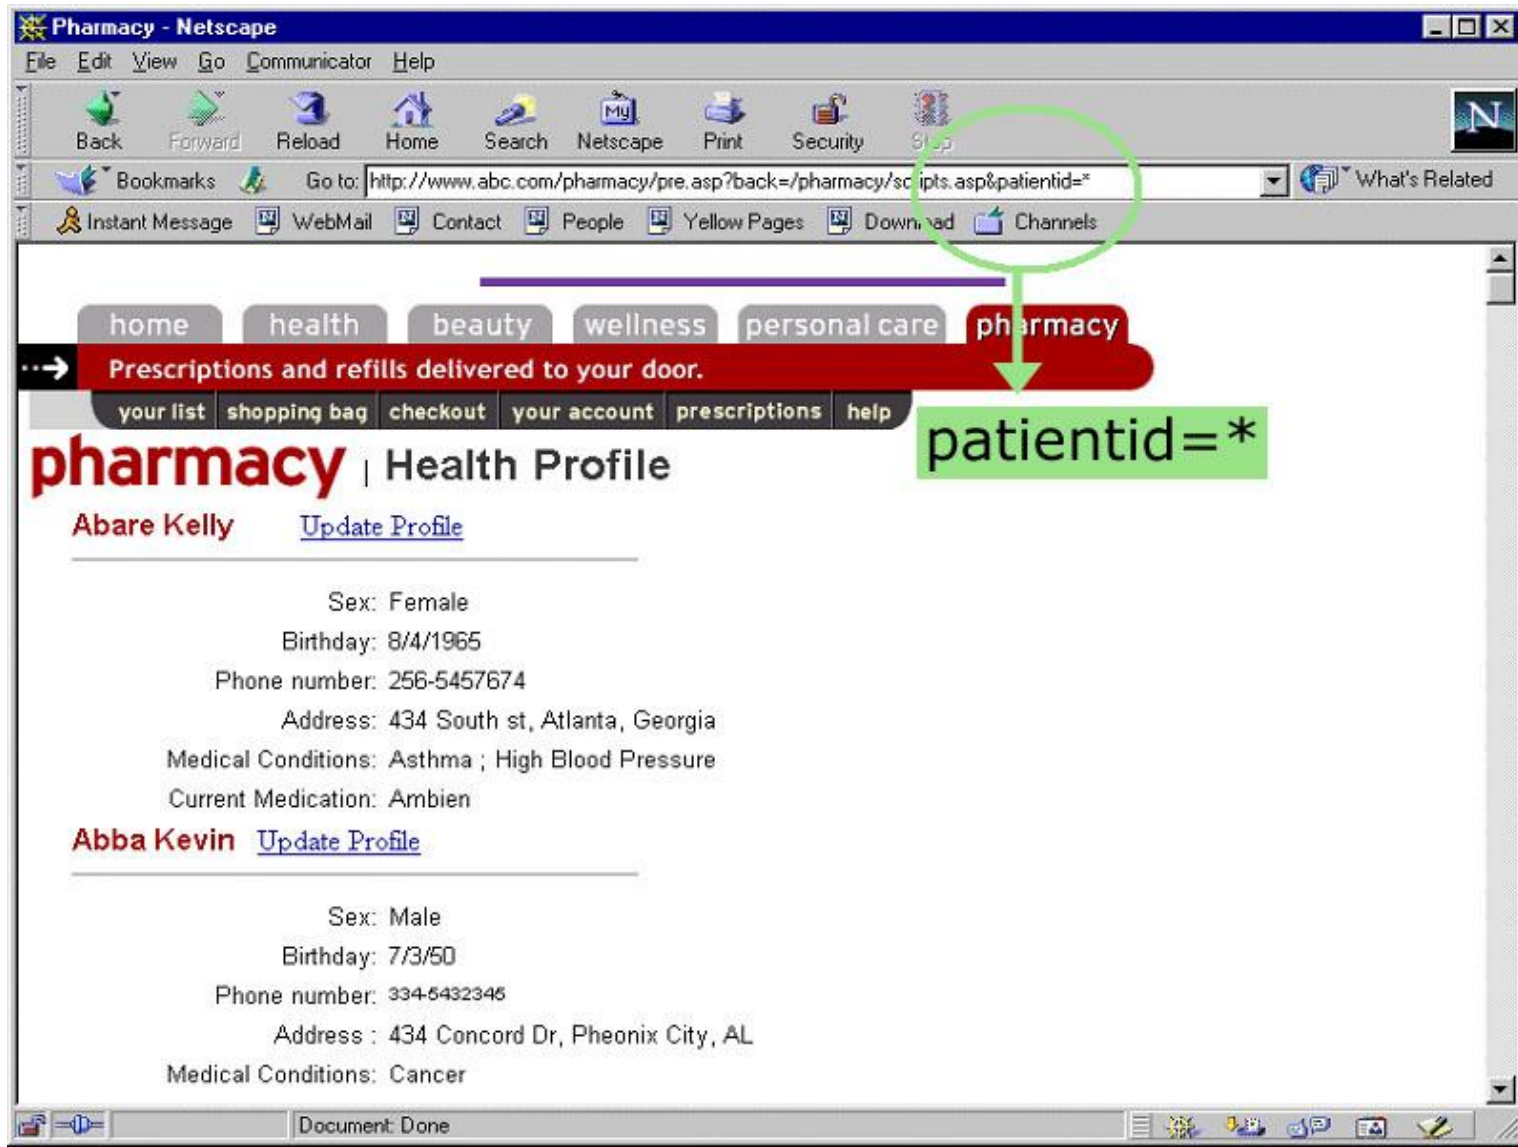 Pharmacy - Netscape
File Edit View Go Communicator Help
Back Forward Reload Home Search Netscape Print Security Stop
My
N
Bookmarks Go to: http://www.abc.com/pharmacy/pre.asp?back=/pharmacy/scripts.asp&patientid=* What's Related
Instant Message WebMail Contact People Yellow Pages Download Channels
home health beauty wellness personal care pharmacy
Prescriptions and refills delivered to your door.
your list shopping bag checkout your account prescriptions help
patientid=*
pharmacy | Health Profile
Abare Kelly Update Profile
Sex: Female
Birthday: 8/4/1965
Phone number: 256-5457674
Address: 434 South st, Atlanta, Georgia
Medical Conditions: Asthma ; High Blood Pressure
Current Medication: Ambien
Abba Kevin Update Profile
Sex: Male
Birthday: 7/3/50
Phone number: 334-5432345
Address : 434 Concord Dr, Pheonix City, AL
Medical Conditions: Cancer
Document: Done